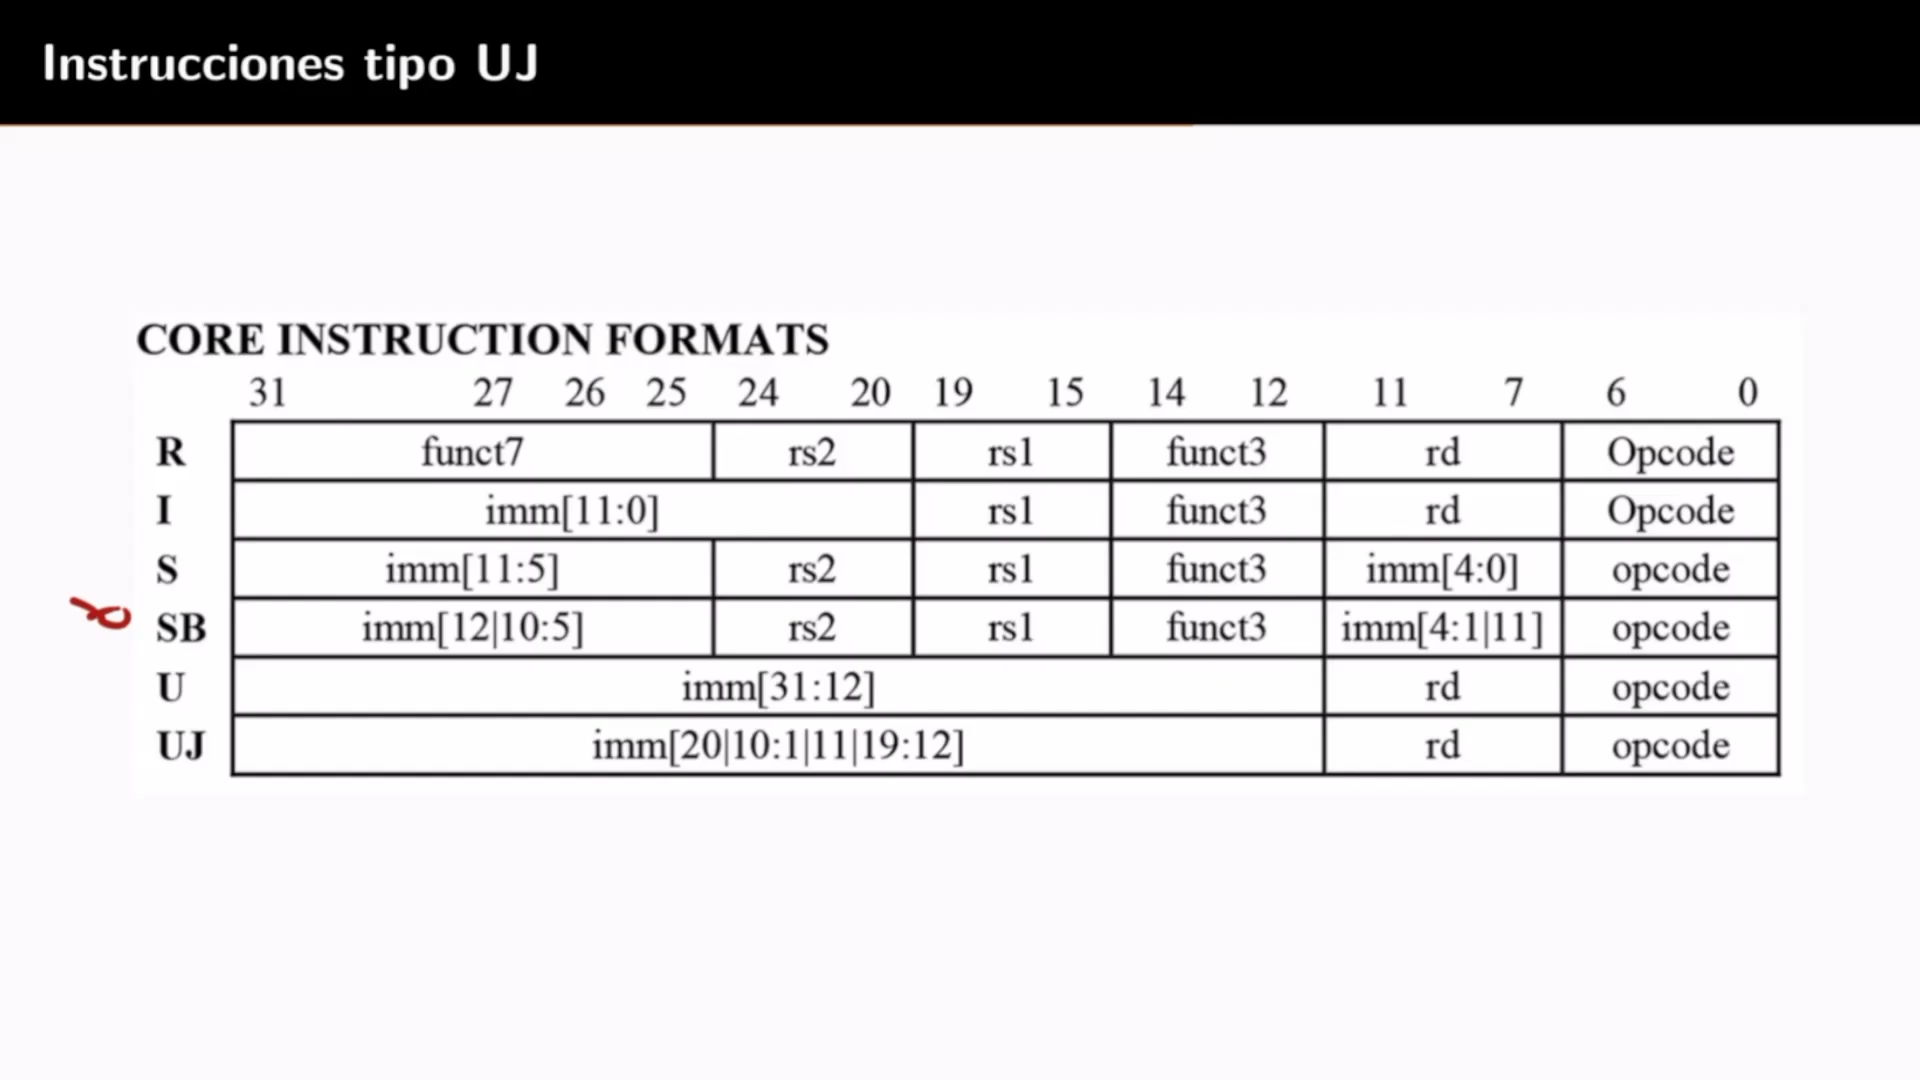 Instrucciones tipo UJ
CORE INSTRUCTION FORMATS
31 27 26 25 24 20 19 15 14 12 11 7 6 0
R funct7 rs2 rs1 funct3 rd Opcode
I imm[11:0] rs1 funct3 rd Opcode
S imm[11:5] rs2 rs1 funct3 imm[4:0] opcode
SB imm[12|10:5] rs2 rs1 funct3 imm[4:1|11] opcode
U imm[31:12] rd opcode
UJ imm[20|10:1|11|19:12] rd opcode